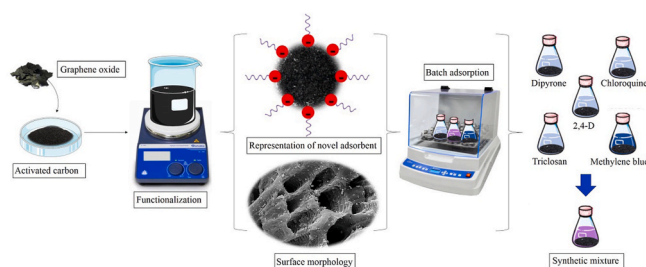 Graphene oxide
Activated carbon
Functionalization
Representation of novel adsorbent
Surface morphology
Batch adsorption
Dipyrone
Chloroquine
2,4-D
Triclosan
Methylene blue
Synthetic mixture